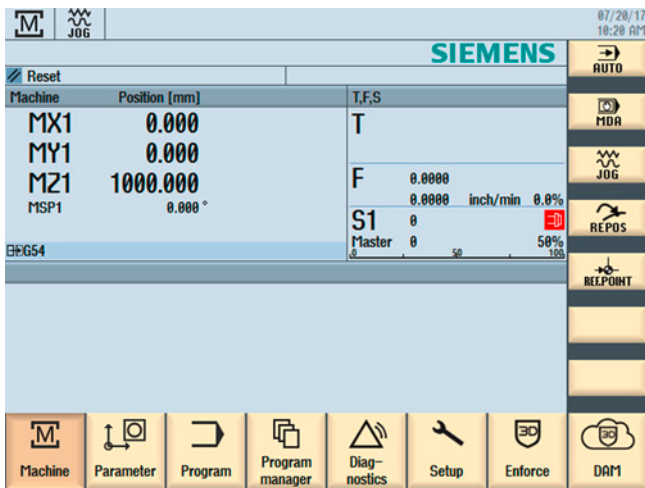 M JOG
07/20/17
10:20 AM
SIEMENS
Reset
Machine Position [mm]
MX1 0.000
MY1 0.000
MZ1 1000.000
MSP1 0.000 °
G54
T,F,S
T
F 0.0000
0.0000 inch/min 0.0%
S1 0
Master 0 50%
0 50 100
AUTO
MDA
JOG
REPOS
REF.POINT
M
Machine
Parameter
Program
Program
manager
Diag-
nostics
Setup
3D
Enforce
3D
DAM